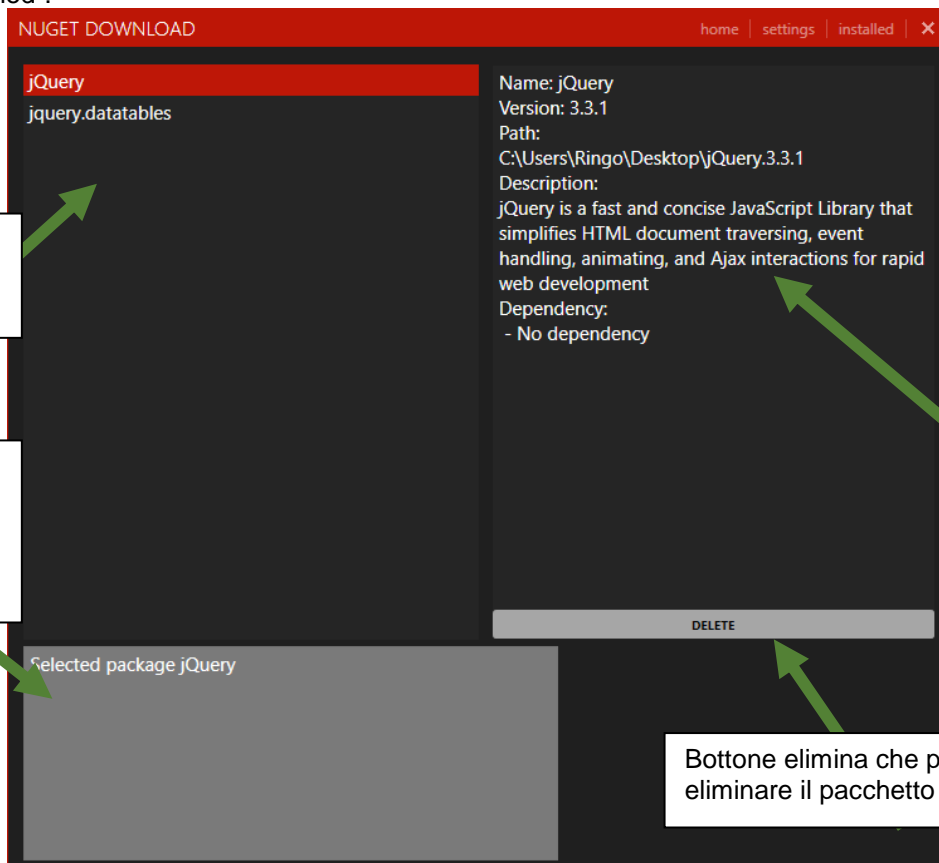 NUGET DOWNLOAD
home | settings | installed | ✕
jQuery
jquery.datatables
Name: jQuery
Version: 3.3.1
Path:
C:\Users\Ringo\Desktop\jQuery.3.3.1
Description:
jQuery is a fast and concise JavaScript Library that
simplifies HTML document traversing, event
handling, animating, and Ajax interactions for rapid
web development
Dependency:
- No dependency
DELETE
Selected package jQuery
Bottone elimina che
eliminare il pacchetto